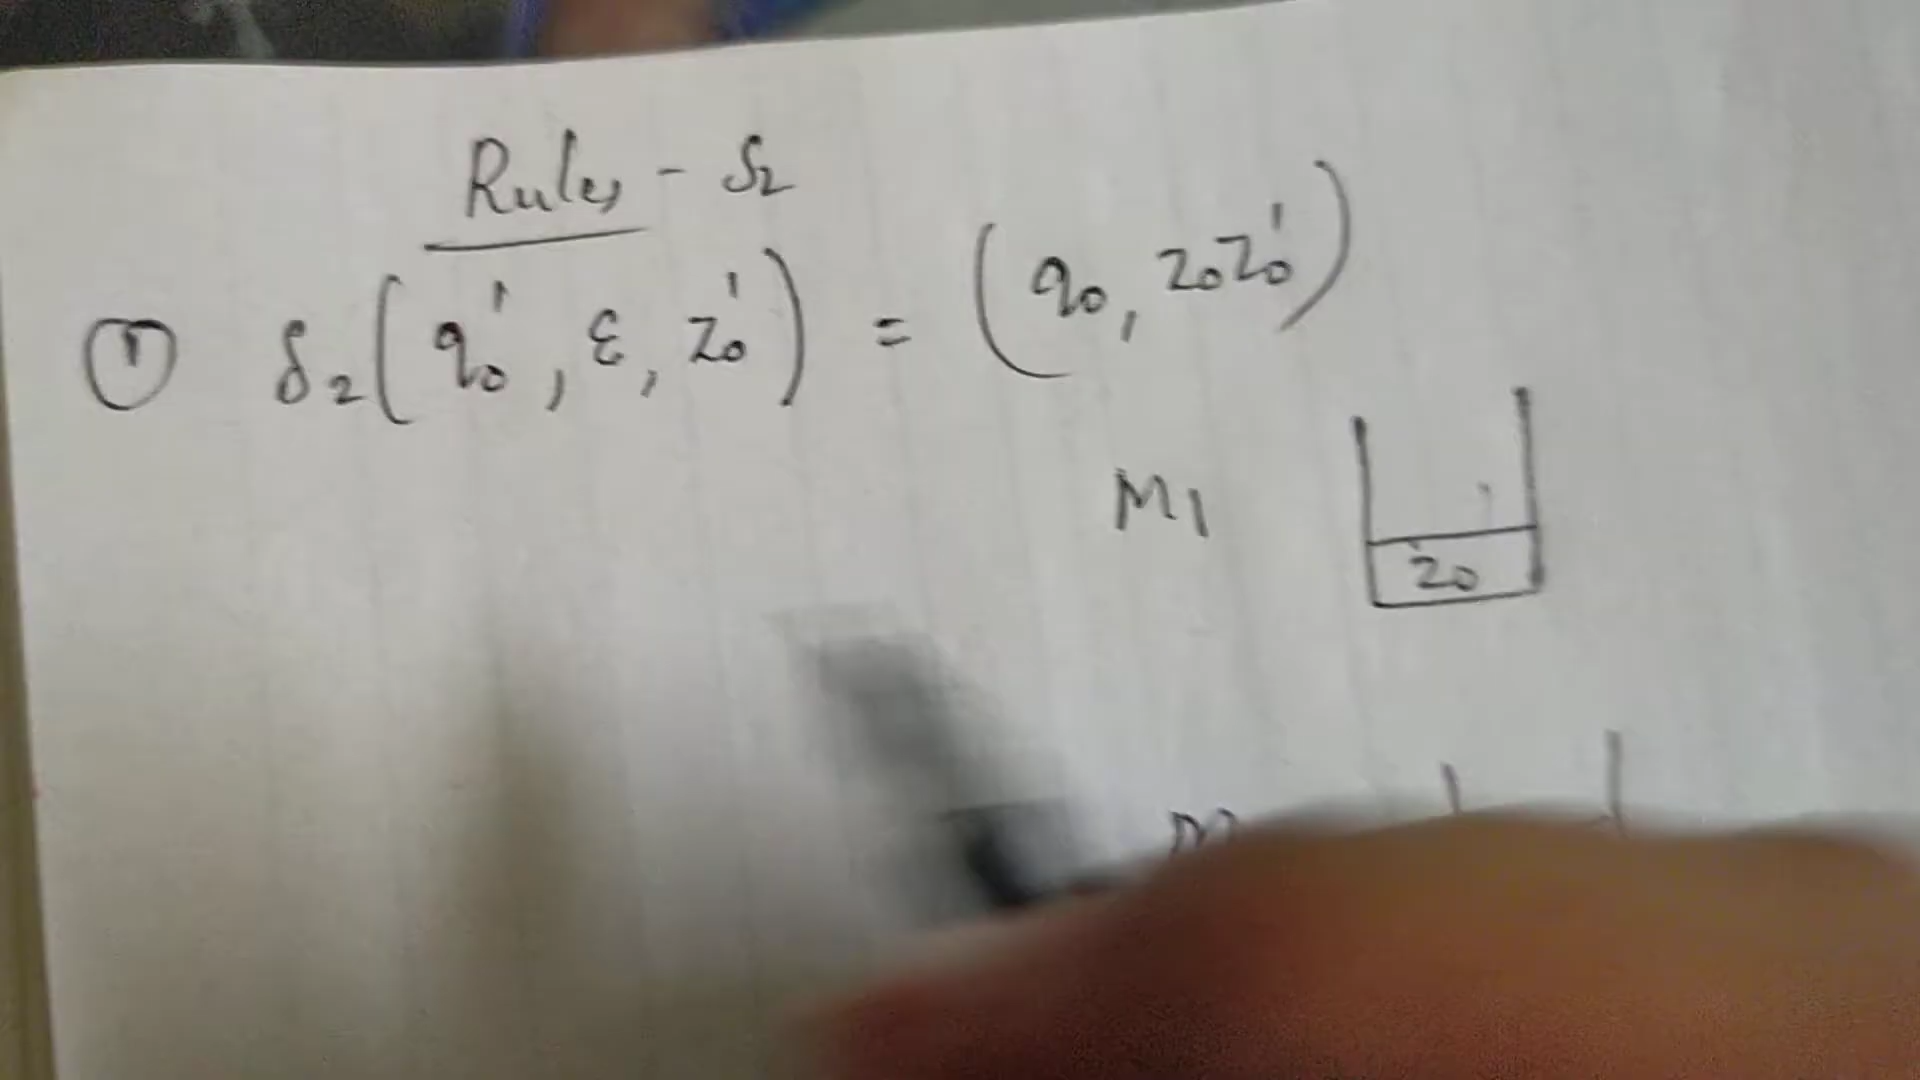 Rules - δ2
① δ2(q0', ε, z0') = (q0, z0z0')
M1
z0